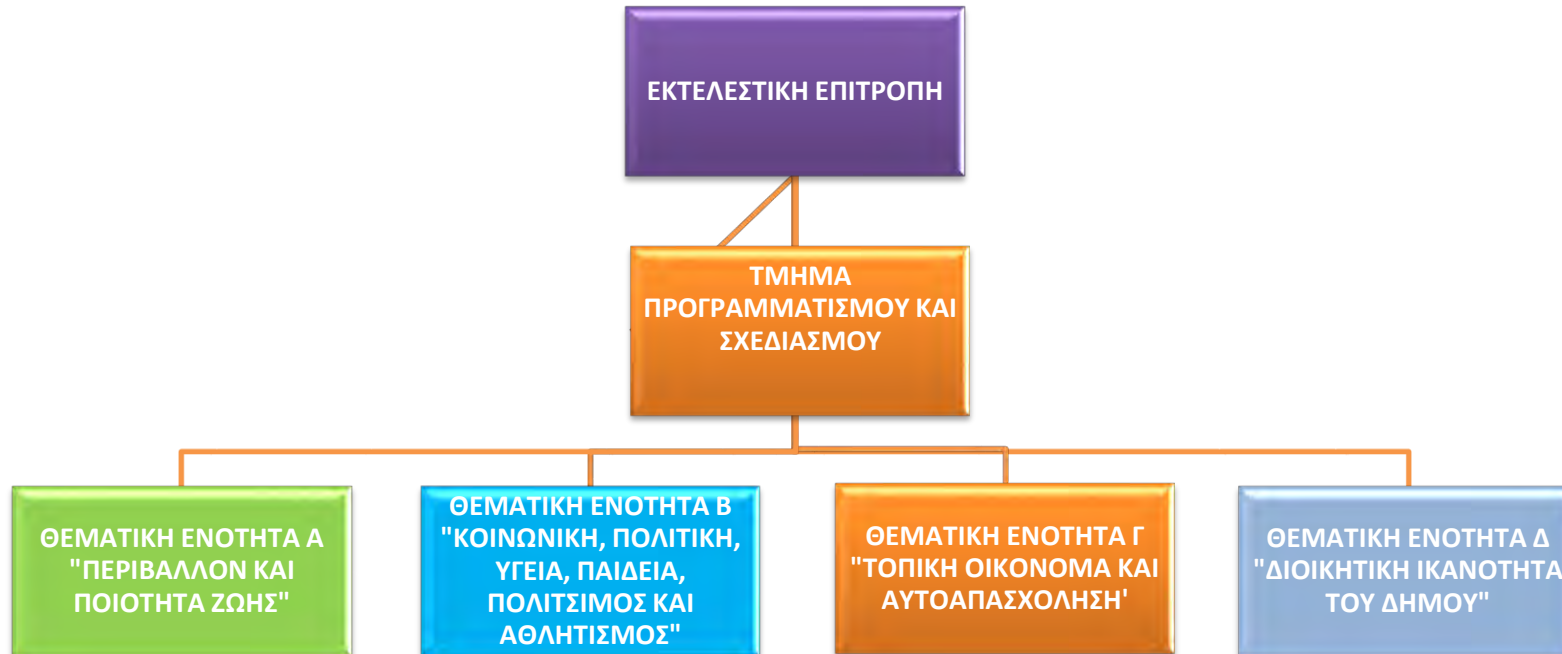 ΕΚΤΕΛΕΣΤΙΚΗ ΕΠΙΤΡΟΠΗ
ΤΜΗΜΑ
ΠΡΟΓΡΑΜΜΑΤΙΣΜΟΥ ΚΑΙ
ΣΧΕΔΙΑΣΜΟΥ
ΘΕΜΑΤΙΚΗ ΕΝΟΤΗΤΑ Α
"ΠΕΡΙΒΑΛΛΟΝ ΚΑΙ
ΠΟΙΟΤΗΤΑ ΖΩΗΣ"
ΘΕΜΑΤΙΚΗ ΕΝΟΤΗΤΑ Β
"ΚΟΙΝΩΝΙΚΗ, ΠΟΛΙΤΙΚΗ,
ΥΓΕΙΑ, ΠΑΙΔΕΙΑ,
ΠΟΛΙΤΣΙΜΟΣ ΚΑΙ
ΑΘΛΗΤΙΣΜΟΣ"
ΘΕΜΑΤΙΚΗ ΕΝΟΤΗΤΑ Γ
"ΤΟΠΙΚΗ ΟΙΚΟΝΟΜΑ ΚΑΙ
ΑΥΤΟΑΠΑΣΧΟΛΗΣΗ'
ΘΕΜΑΤΙΚΗ ΕΝΟΤΗΤΑ Δ
"ΔΙΟΙΚΗΤΙΚΗ ΙΚΑΝΟΤΗΤΑ
ΤΟΥ ΔΗΜΟΥ"